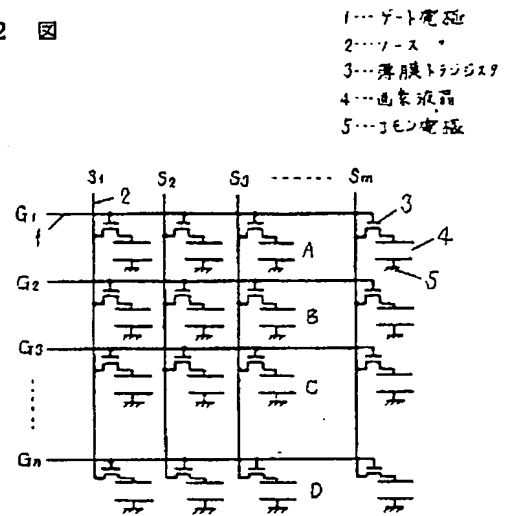 2 図
1…ゲート電極
2…ソース 〃
3…薄膜トランジスタ
4…画素液晶
5…コモン電極
S1 S2 S3 ------ Sm
2 3
G1
1 A 4
5
G2
B
G3
C
Gn
D